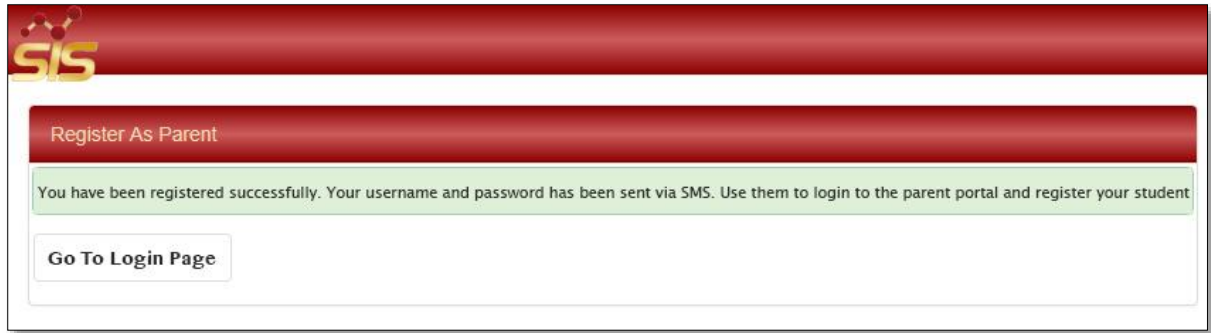 SIS
Register As Parent
You have been registered successfully. Your username and password has been sent via SMS. Use them to login to the parent portal and register your student
Go To Login Page